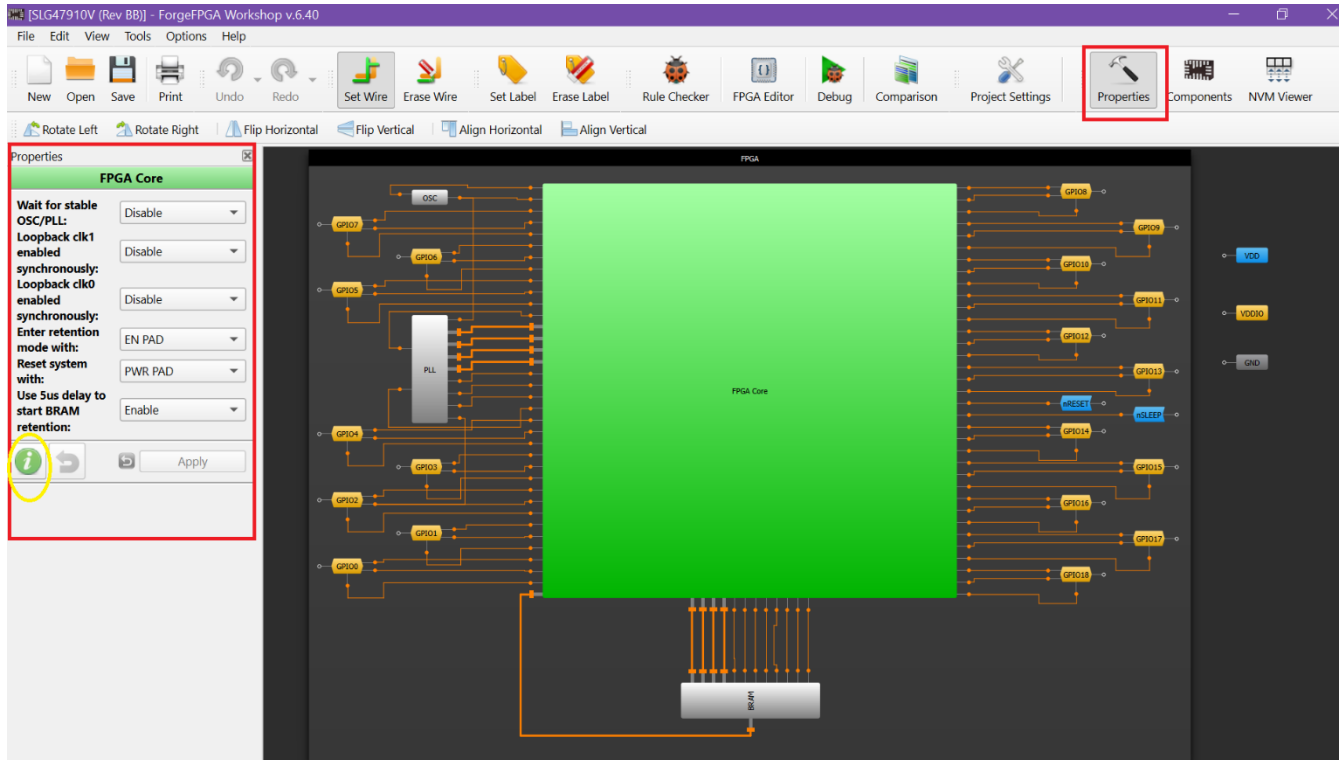 [SLG47910V (Rev BB)] - ForgeFPGA Workshop v.6.40
File Edit View Tools Options Help
New Open Save Print Undo Redo Set Wire Erase Wire Set Label Erase Label Rule Checker FPGA Editor Debug Comparison Project Settings Properties Components NVM Viewer
Rotate Left Rotate Right Flip Horizontal Flip Vertical Align Horizontal Align Vertical
Properties
FPGA Core
Wait for stable
OSC/PLL:
Disable
Loopback clk1
enabled
synchronously:
Disable
Loopback clk0
enabled
synchronously:
Disable
Enter retention
mode with:
EN PAD
Reset system
with:
PWR PAD
Use 5us delay to
start BRAM
retention:
Enable
i
Apply
FPGA
OSC
GPIO7
GPIO6
GPIO5
PLL
GPIO4
GPIO3
GPIO2
GPIO1
GPIO0
FPGA Core
GPIO8
GPIO9
GPIO10
GPIO11
GPIO12
GPIO13
nRESET
nSLEEP
GPIO14
GPIO15
GPIO16
GPIO17
GPIO18
VDD
VDDIO
GND
BRAM